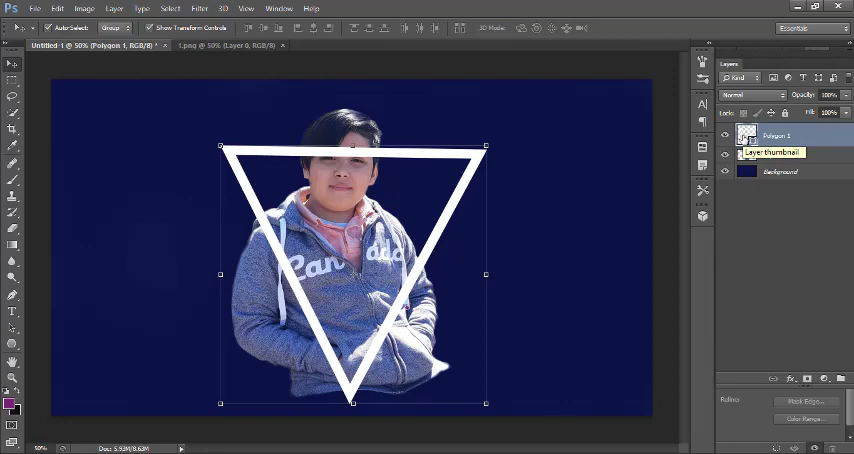 Ps File Edit Image Layer Type Select Filter 3D View Window Help
Auto-Select: Group Show Transform Controls 3D Mode: Essentials
Untitled-1 @ 50% (Polygon 1, RGB/8) * × 1.png @ 50% (Layer 0, RGB/8) ×
Layers
Kind
Normal Opacity: 100%
Lock: Fill: 100%
Polygon 1
Layer thumbnail
Background
Canada
Refine:
Mask Edge...
Color Range...
50% Doc: 5.93M/8.63M